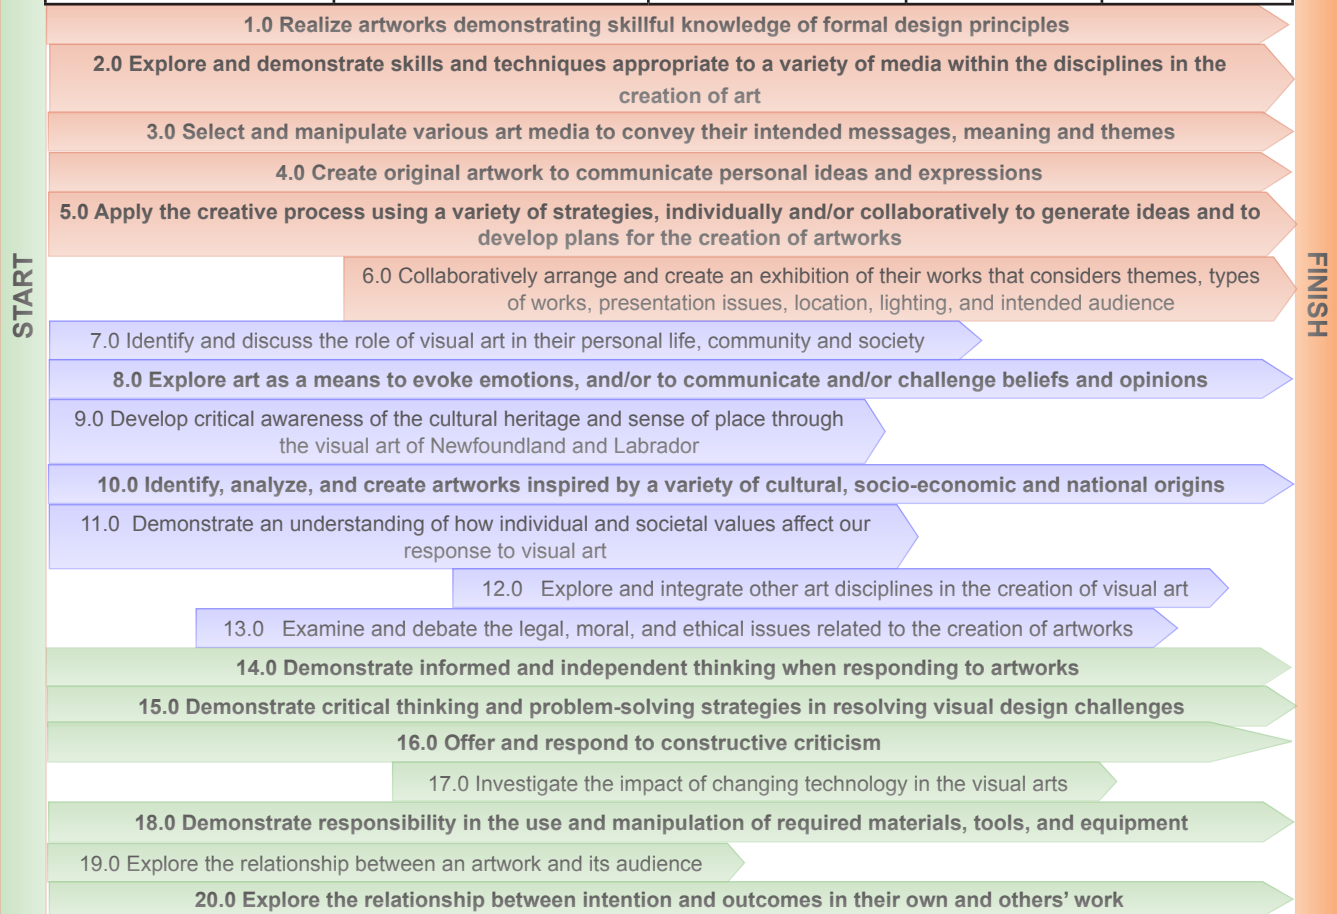 1.0 Realize artworks demonstrating skillful knowledge of formal design principles
2.0 Explore and demonstrate skills and techniques appropriate to a variety of media within the disciplines in the
creation of art
3.0 Select and manipulate various art media to convey their intended messages, meaning and themes
4.0 Create original artwork to communicate personal ideas and expressions
5.0 Apply the creative process using a variety of strategies, individually and/or collaboratively to generate ideas and to
develop plans for the creation of artworks
START
6.0 Collaboratively arrange and create an exhibition of their works that considers themes, types
of works, presentation issues, location, lighting, and intended audience
FINISH
7.0 Identify and discuss the role of visual art in their personal life, community and society
8.0 Explore art as a means to evoke emotions, and/or to communicate and/or challenge beliefs and opinions
9.0 Develop critical awareness of the cultural heritage and sense of place through
the visual art of Newfoundland and Labrador
10.0 Identify, analyze, and create artworks inspired by a variety of cultural, socio-economic and national origins
11.0 Demonstrate an understanding of how individual and societal values affect our
response to visual art
12.0 Explore and integrate other art disciplines in the creation of visual art
13.0 Examine and debate the legal, moral, and ethical issues related to the creation of artworks
14.0 Demonstrate informed and independent thinking when responding to artworks
15.0 Demonstrate critical thinking and problem-solving strategies in resolving visual design challenges
16.0 Offer and respond to constructive criticism
17.0 Investigate the impact of changing technology in the visual arts
18.0 Demonstrate responsibility in the use and manipulation of required materials, tools, and equipment
19.0 Explore the relationship between an artwork and its audience
20.0 Explore the relationship between intention and outcomes in their own and others' work